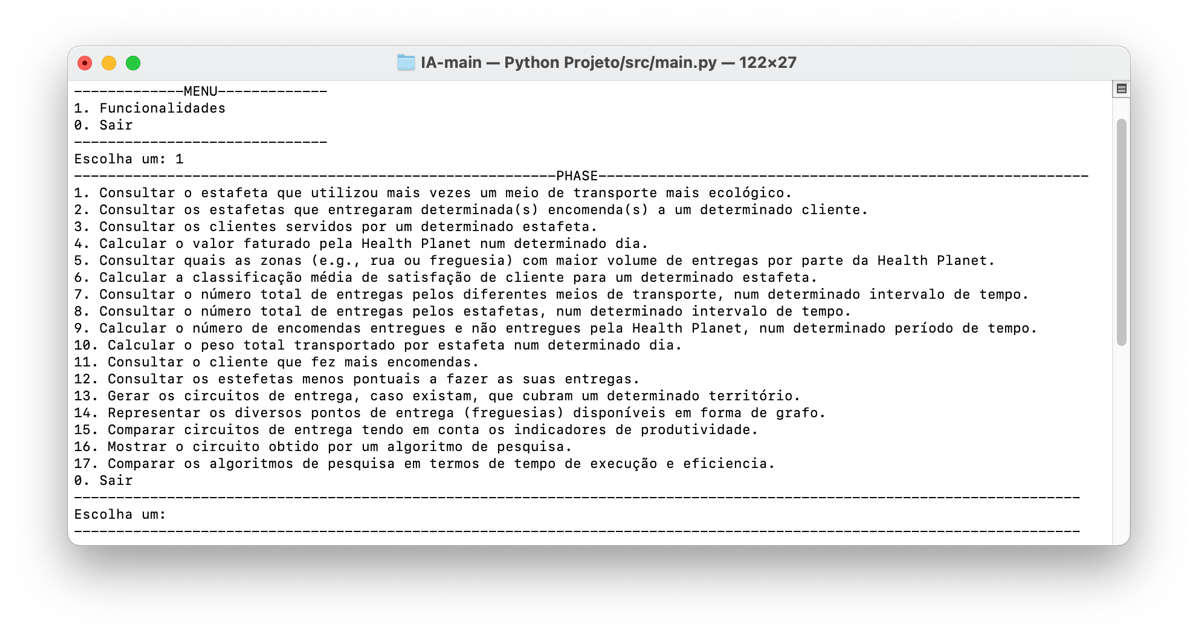 IA-main — Python Projeto/src/main.py — 122×27
-------------MENU-------------
1. Funcionalidades
0. Sair
------------------------------
Escolha um: 1
---------------------------------------------------------PHASE----------------------------------------------------------
1. Consultar o estafeta que utilizou mais vezes um meio de transporte mais ecológico.
2. Consultar os estafetas que entregaram determinada(s) encomenda(s) a um determinado cliente.
3. Consultar os clientes servidos por um determinado estafeta.
4. Calcular o valor faturado pela Health Planet num determinado dia.
5. Consultar quais as zonas (e.g., rua ou freguesia) com maior volume de entregas por parte da Health Planet.
6. Calcular a classificação média de satisfação de cliente para um determinado estafeta.
7. Consultar o número total de entregas pelos diferentes meios de transporte, num determinado intervalo de tempo.
8. Consultar o número total de entregas pelos estafetas, num determinado intervalo de tempo.
9. Calcular o número de encomendas entregues e não entregues pela Health Planet, num determinado período de tempo.
10. Calcular o peso total transportado por estafeta num determinado dia.
11. Consultar o cliente que fez mais encomendas.
12. Consultar os estefetas menos pontuais a fazer as suas entregas.
13. Gerar os circuitos de entrega, caso existam, que cubram um determinado território.
14. Representar os diversos pontos de entrega (freguesias) disponíveis em forma de grafo.
15. Comparar circuitos de entrega tendo em conta os indicadores de produtividade.
16. Mostrar o circuito obtido por um algoritmo de pesquisa.
17. Comparar os algoritmos de pesquisa em termos de tempo de execução e eficiencia.
0. Sair
-----------------------------------------------------------------------------------------------------------------------
Escolha um:
-----------------------------------------------------------------------------------------------------------------------